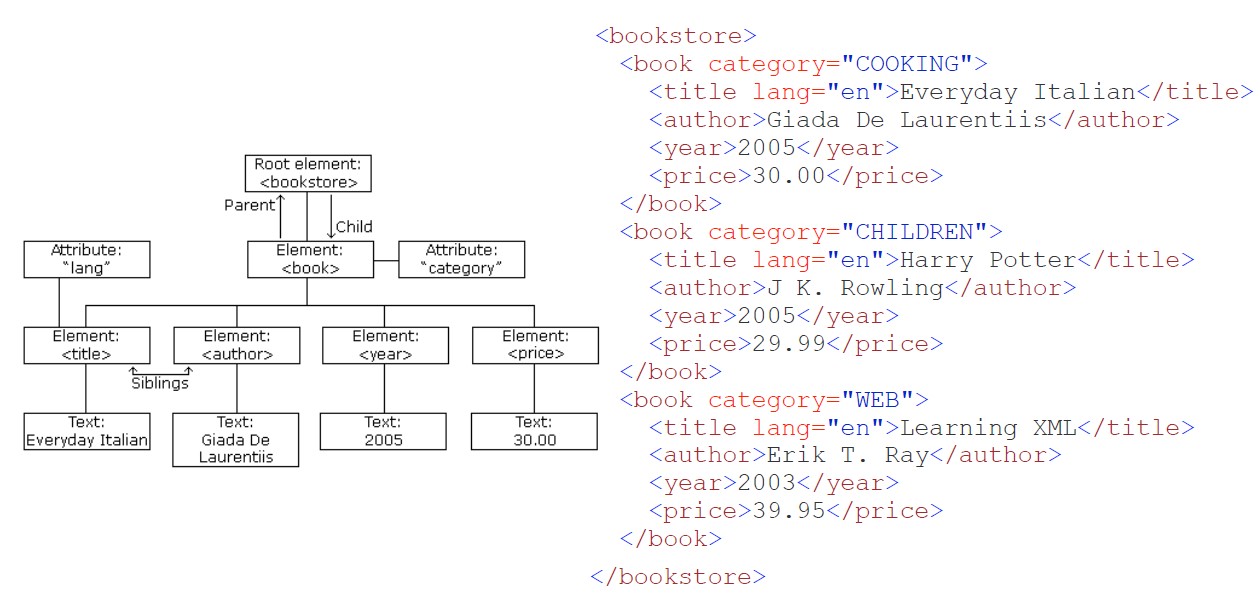 Root element:
<bookstore>
Parent
Child
Attribute:
“lang”
Element:
<book>
Attribute:
“category”
Element:
<title>
Element:
<author>
Element:
<year>
Element:
<price>
Siblings
Text:
Everyday Italian
Text:
Giada De
Laurentiis
Text:
2005
Text:
30.00
<bookstore>
<book category="COOKING">
<title lang="en">Everyday Italian</title>
<author>Giada De Laurentiis</author>
<year>2005</year>
<price>30.00</price>
</book>
<book category="CHILDREN">
<title lang="en">Harry Potter</title>
<author>J K. Rowling</author>
<year>2005</year>
<price>29.99</price>
</book>
<book category="WEB">
<title lang="en">Learning XML</title>
<author>Erik T. Ray</author>
<year>2003</year>
<price>39.95</price>
</book>
</bookstore>